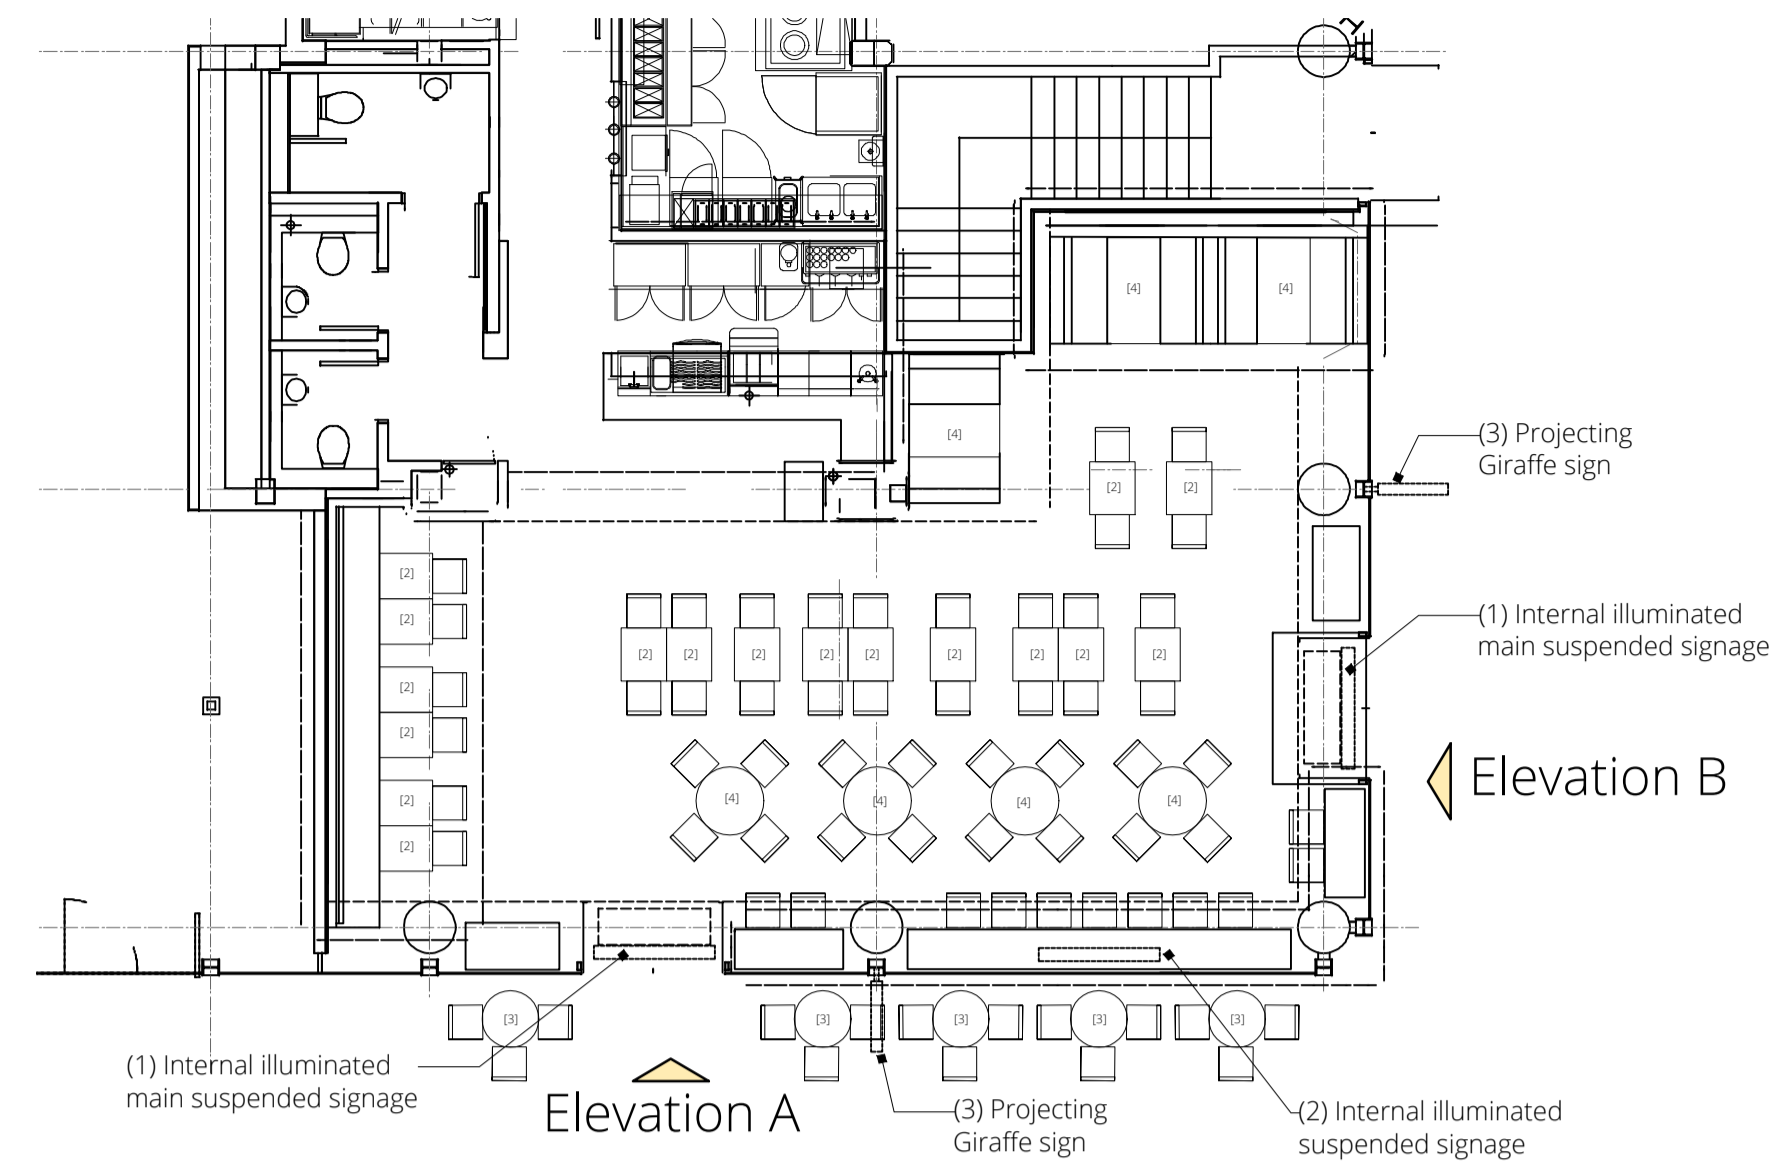 [4]
[4]
[4]
(3) Projecting
Giraffe sign
[2]
[2]
[2]
[2]
(1) Internal illuminated
main suspended signage
[2]
[2]
[2]
[2]
[2]
[2]
[2]
[2]
[2]
[2]
[2]
Elevation B
[4]
[4]
[4]
[4]
[2]
[2]
[3]
[3]
[3]
[3]
[3]
(1) Internal illuminated
main suspended signage
Elevation A
(3) Projecting
Giraffe sign
(2) Internal illuminated
suspended signage